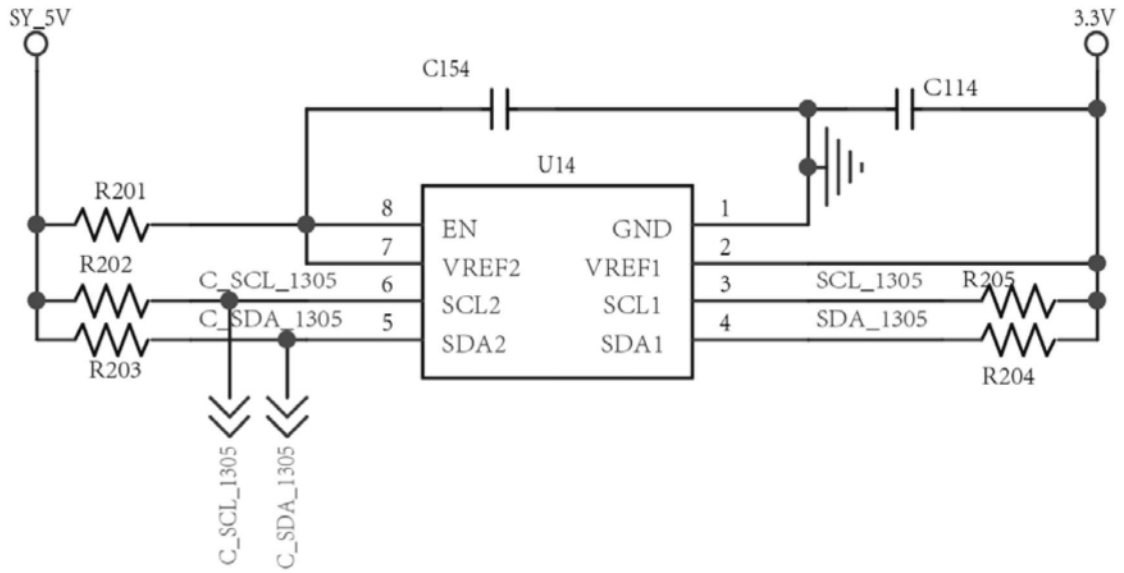 SY_5V
3.3V
C154
C114
U14
R201
8
EN
GND
1
7
VREF2
VREF1
2
R202
C_SCL_1305
6
SCL2
SCL1
3
SCL_1305
R205
C_SDA_1305
5
SDA2
SDA1
4
SDA_1305
R203
R204
C_SCL_1305
C_SDA_1305